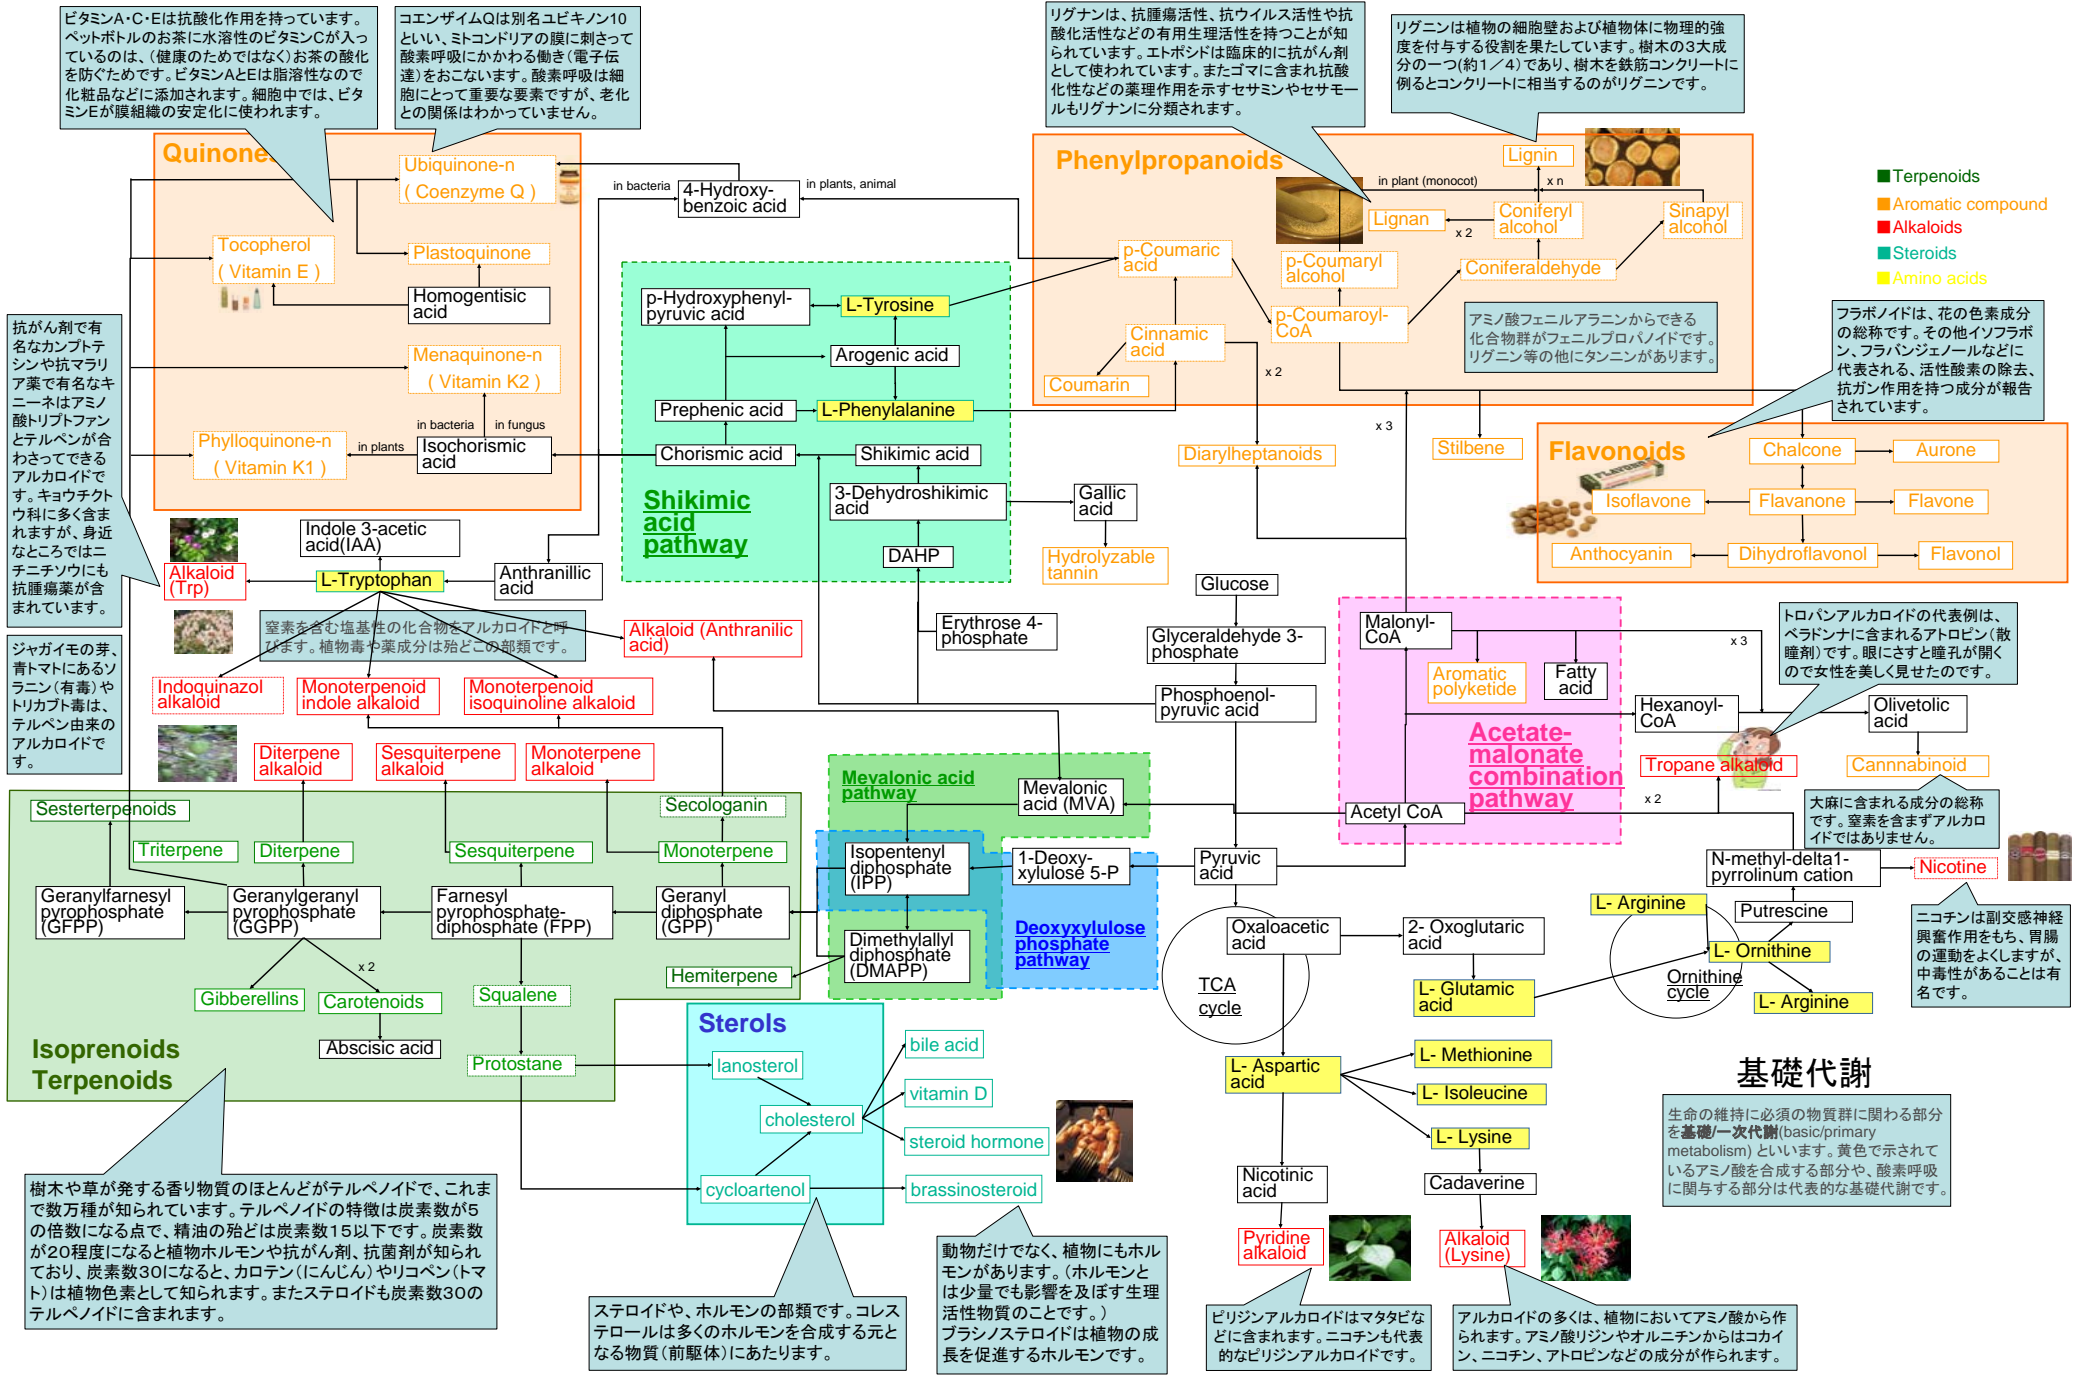 ビタミンA・C・Eは抗酸化作用を持っています。
ペットボトルのお茶に水溶性のビタミンCが入っ
ているのは、（健康のためではなく）お茶の酸化
を防ぐためです。ビタミンAとEは脂溶性なので
化粧品などに添加されます。細胞中では、ビタ
ミンEが膜組織の安定化に使われます。
コエンザイムQは別名ユビキノン10
といい、ミトコンドリアの膜に刺さって
酸素呼吸にかかわる働き（電子伝
達）をおこないます。酸素呼吸は細
胞にとって重要な要素ですが、老化
との関係はわかっていません。
リグナンは、抗腫瘍活性、抗ウイルス活性や抗
酸化活性などの有用生理活性を持つことが
知られています。エトポシドは臨床的に抗がん剤
として使われています。またゴマに含まれ抗酸
化性などの薬理作用を示すセサミンやセサモー
ルもリグナンに分類されます。
リグニンは植物の細胞壁および植物体に物理的強
度を付与する役割を果たしています。樹木の3大成
分の一つ(約1／4)であり、樹木を鉄筋コンクリートに
例るとコンクリートに相当するのがリグニンです。
Quinones
Ubiquinone-n
( Coenzyme Q )
Tocopherol
( Vitamin E )
Plastoquinone
Homogentisic
acid
Menaquinone-n
( Vitamin K2 )
in bacteria
in fungus
Phylloquinone-n
( Vitamin K1 )
in plants
Isochorismic
acid
in bacteria
4-Hydroxy-
benzoic acid
in plants, animal
Phenylpropanoids
Lignin
in plant (monocot)
x n
Lignan
x 2
Coniferyl
alcohol
Sinapyl
alcohol
p-Coumaric
acid
p-Coumaryl
alcohol
Coniferaldehyde
Cinnamic
acid
p-Coumaroyl-
CoA
Coumarin
x 2
アミノ酸フェニルアラニンからできる
化合物群がフェニルプロパノイドです。
リグニン等の他にタンニンがあります。
Terpenoids
Aromatic compound
Alkaloids
Steroids
Amino acids
フラボノイドは、花の色素成分
の総称です。その他イソフラボ
ン、フラバンジェノールなどに
代表される、活性酸素の除去、
抗ガン作用を持つ成分が報告
されています。
抗がん剤で有
名なカンプトテ
シンや抗マラリ
ア薬で有名なキ
ニーネはアミノ
酸トリプトファン
とテルペンが合
わさってできる
アルカロイドで
す。キョウチクト
ウ科に多く含ま
れますが、身近
なところではニ
チニチソウにも
抗腫瘍薬が含
まれています。
p-Hydroxyphenyl-
pyruvic acid
L-Tyrosine
Arogenic acid
Prephenic acid
L-Phenylalanine
Chorismic acid
Shikimic acid
Shikimic
acid
pathway
3-Dehydroshikimic
acid
DAHP
Gallic
acid
Hydrolyzable
tannin
Diarylheptanoids
x 3
Stilbene
Flavonoids
Chalcone
Aurone
Isoflavone
Flavanone
Flavone
Anthocyanin
Dihydroflavonol
Flavonol
Indole 3-acetic
acid(IAA)
Alkaloid
(Trp)
L-Tryptophan
Anthranillic
acid
窒素を含む塩基性の化合物をアルカロイドと呼
びます。植物毒や薬成分は殆どこの部類です。
Alkaloid (Anthranilic
acid)
Erythrose 4-
phosphate
Glucose
Glyceraldehyde 3-
phosphate
Phosphoenol-
pyruvic acid
ジャガイモの芽、
青トマトにあるソ
ラニン（有毒）や
トリカブト毒は、
テルペン由来の
アルカロイドで
す。
Indoquinazol
alkaloid
Monoterpenoid
indole alkaloid
Monoterpenoid
isoquinoline alkaloid
Diterpene
alkaloid
Sesquiterpene
alkaloid
Monoterpene
alkaloid
Malonyl-
CoA
x 3
Aromatic
polyketide
Fatty
acid
Hexanoyl-
CoA
Olivetolic
acid
Acetate-
malonate
combination
pathway
Acetyl CoA
トロパンアルカロイドの代表例は、
ベラドンナに含まれるアトロピン（散
瞳剤）です。眼にさすと瞳孔が開く
ので女性を美しく見せたのです。
Tropane alkaloid
x 2
Cannnabinoid
大麻に含まれる成分の総称
です。窒素を含まずアルカロ
イドではありません。
Mevalonic acid
pathway
Mevalonic
acid (MVA)
Isopentenyl
diphosphate
(IPP)
1-Deoxy-
xylulose 5-P
Pyruvic
acid
Dimethylallyl
diphosphate
(DMAPP)
Deoxyxylulose
phosphate
pathway
Sesterterpenoids
Secologanin
Triterpene
Diterpene
Sesquiterpene
Monoterpene
Geranylfarnesyl
pyrophosphate
(GFPP)
Geranylgeranyl
pyrophosphate
(GGPP)
Farnesyl
pyrophosphate-
diphosphate (FPP)
Geranyl
diphosphate
(GPP)
Hemiterpene
x 2
Gibberellins
Carotenoids
Squalene
Abscisic acid
Protostane
Isoprenoids
Terpenoids
Sterols
lanosterol
cholesterol
cycloartenol
bile acid
vitamin D
steroid hormone
brassinosteroid
Oxaloacetic
acid
2- Oxoglutaric
acid
TCA
cycle
L- Glutamic
acid
L- Arginine
N-methyl-delta1-
pyrrolinum cation
Nicotine
Putrescine
L- Ornithine
Ornithine
cycle
L- Arginine
ニコチンは副交感神経
興奮作用をもち、胃腸
の運動をよくしますが、
中毒性があることは有
名です。
L- Aspartic
acid
L- Methionine
L- Isoleucine
L- Lysine
Nicotinic
acid
Cadaverine
Pyridine
alkaloid
Alkaloid
(Lysine)
基礎代謝
生命の維持に必須の物質群に関わる部分
を基礎/一次代謝(basic/primary
metabolism) といいます。黄色で示されて
いるアミノ酸を合成する部分や、酸素呼吸
に関与する部分は代表的な基礎代謝です。
樹木や草が発する香り物質のほとんどがテルペノイドで、これま
で数万種が知られています。テルペノイドの特徴は炭素数が5
の倍数になる点で、精油の殆どは炭素数15以下です。炭素数
が20程度になると植物ホルモンや抗がん剤、抗菌剤が知られ
ており、炭素数30になると、カロテン（にんじん）やリコペン（トマ
ト）は植物色素として知られます。またステロイドも炭素数30の
テルペノイドに含まれます。
ステロイドや、ホルモンの部類です。コレス
テロールは多くのホルモンを合成する元と
なる物質（前駆体）にあたります。
動物だけでなく、植物にもホル
モンがあります。（ホルモンと
は少量でも影響を及ぼす生理
活性物質のことです。）
ブラシノステロイドは植物の成
長を促進するホルモンです。
ピリジンアルカロイドはマタタビな
どに含まれます。ニコチンも代表
的なピリジンアルカロイドです。
アルカロイドの多くは、植物においてアミノ酸から作
られます。アミノ酸リジンやオルニチンからはコカイ
ン、ニコチン、アトロピンなどの成分が作られます。